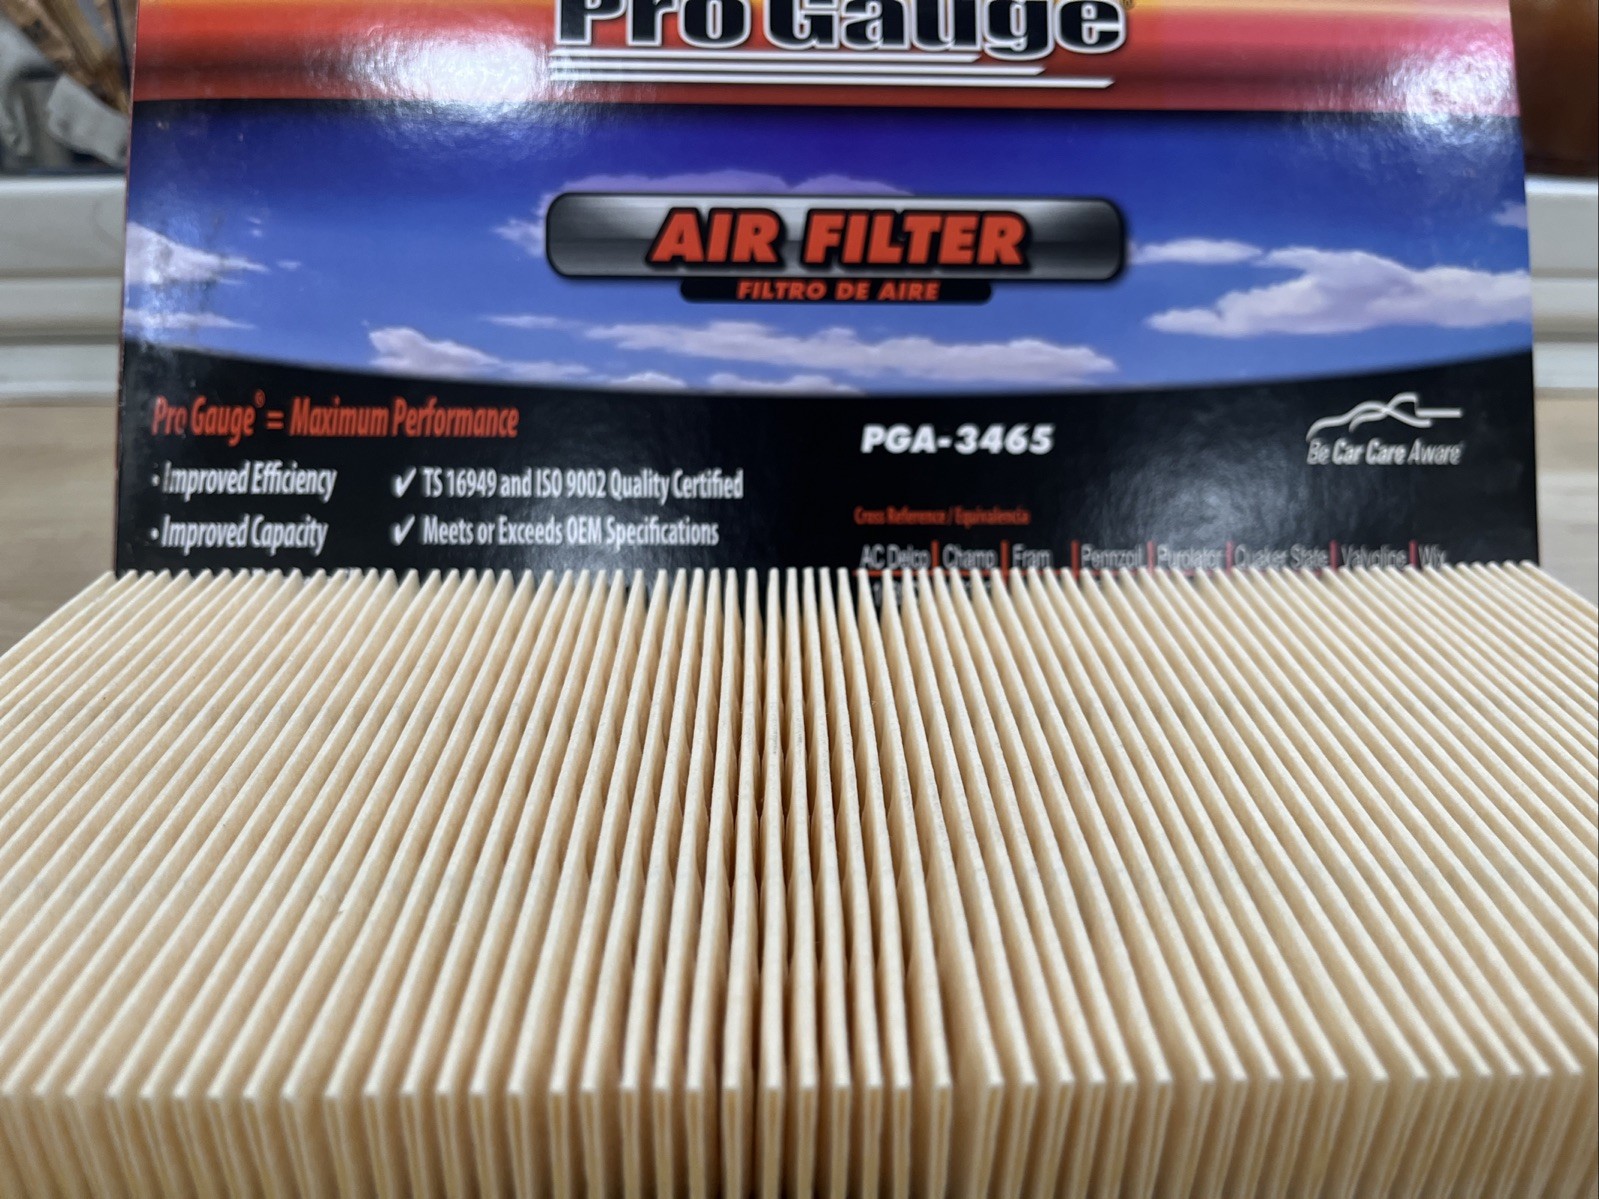 Pro Gauge®
AIR FILTER
FILTRO DE AIRE
Pro Gauge® = Maximum Performance
• Improved Efficiency
✓ TS 16949 and ISO 9002 Quality Certified
• Improved Capacity
✓ Meets or Exceeds OEM Specifications
PGA-3465
Be Car Care Aware
Cross Reference / Equivalencia
AC Delco | Champ | Fram | Pennzoil | Purolator | Quaker State | Valvoline | Wix